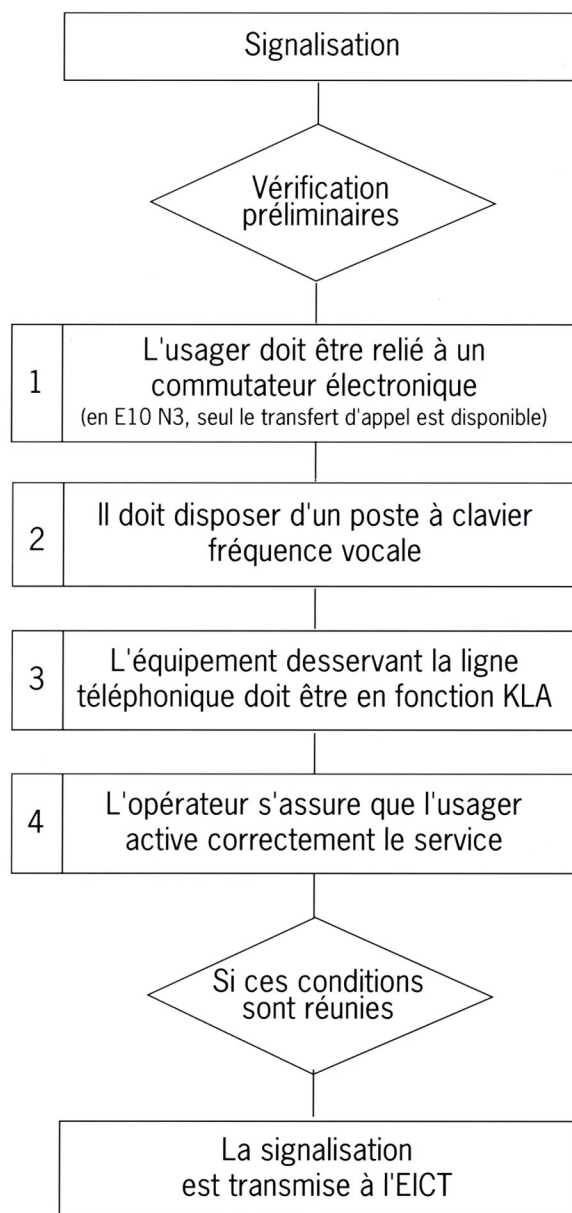 Signalisation
Vérification
préliminaires
1
L'usager doit être relié à un
commutateur électronique
(en E10 N3, seul le transfert d'appel est disponible)
2
Il doit disposer d'un poste à clavier
fréquence vocale
3
L'équipement desservant la ligne
téléphonique doit être en fonction KLA
4
L'opérateur s'assure que l'usager
active correctement le service
Si ces conditions
sont réunies
La signalisation
est transmise à l'EICT